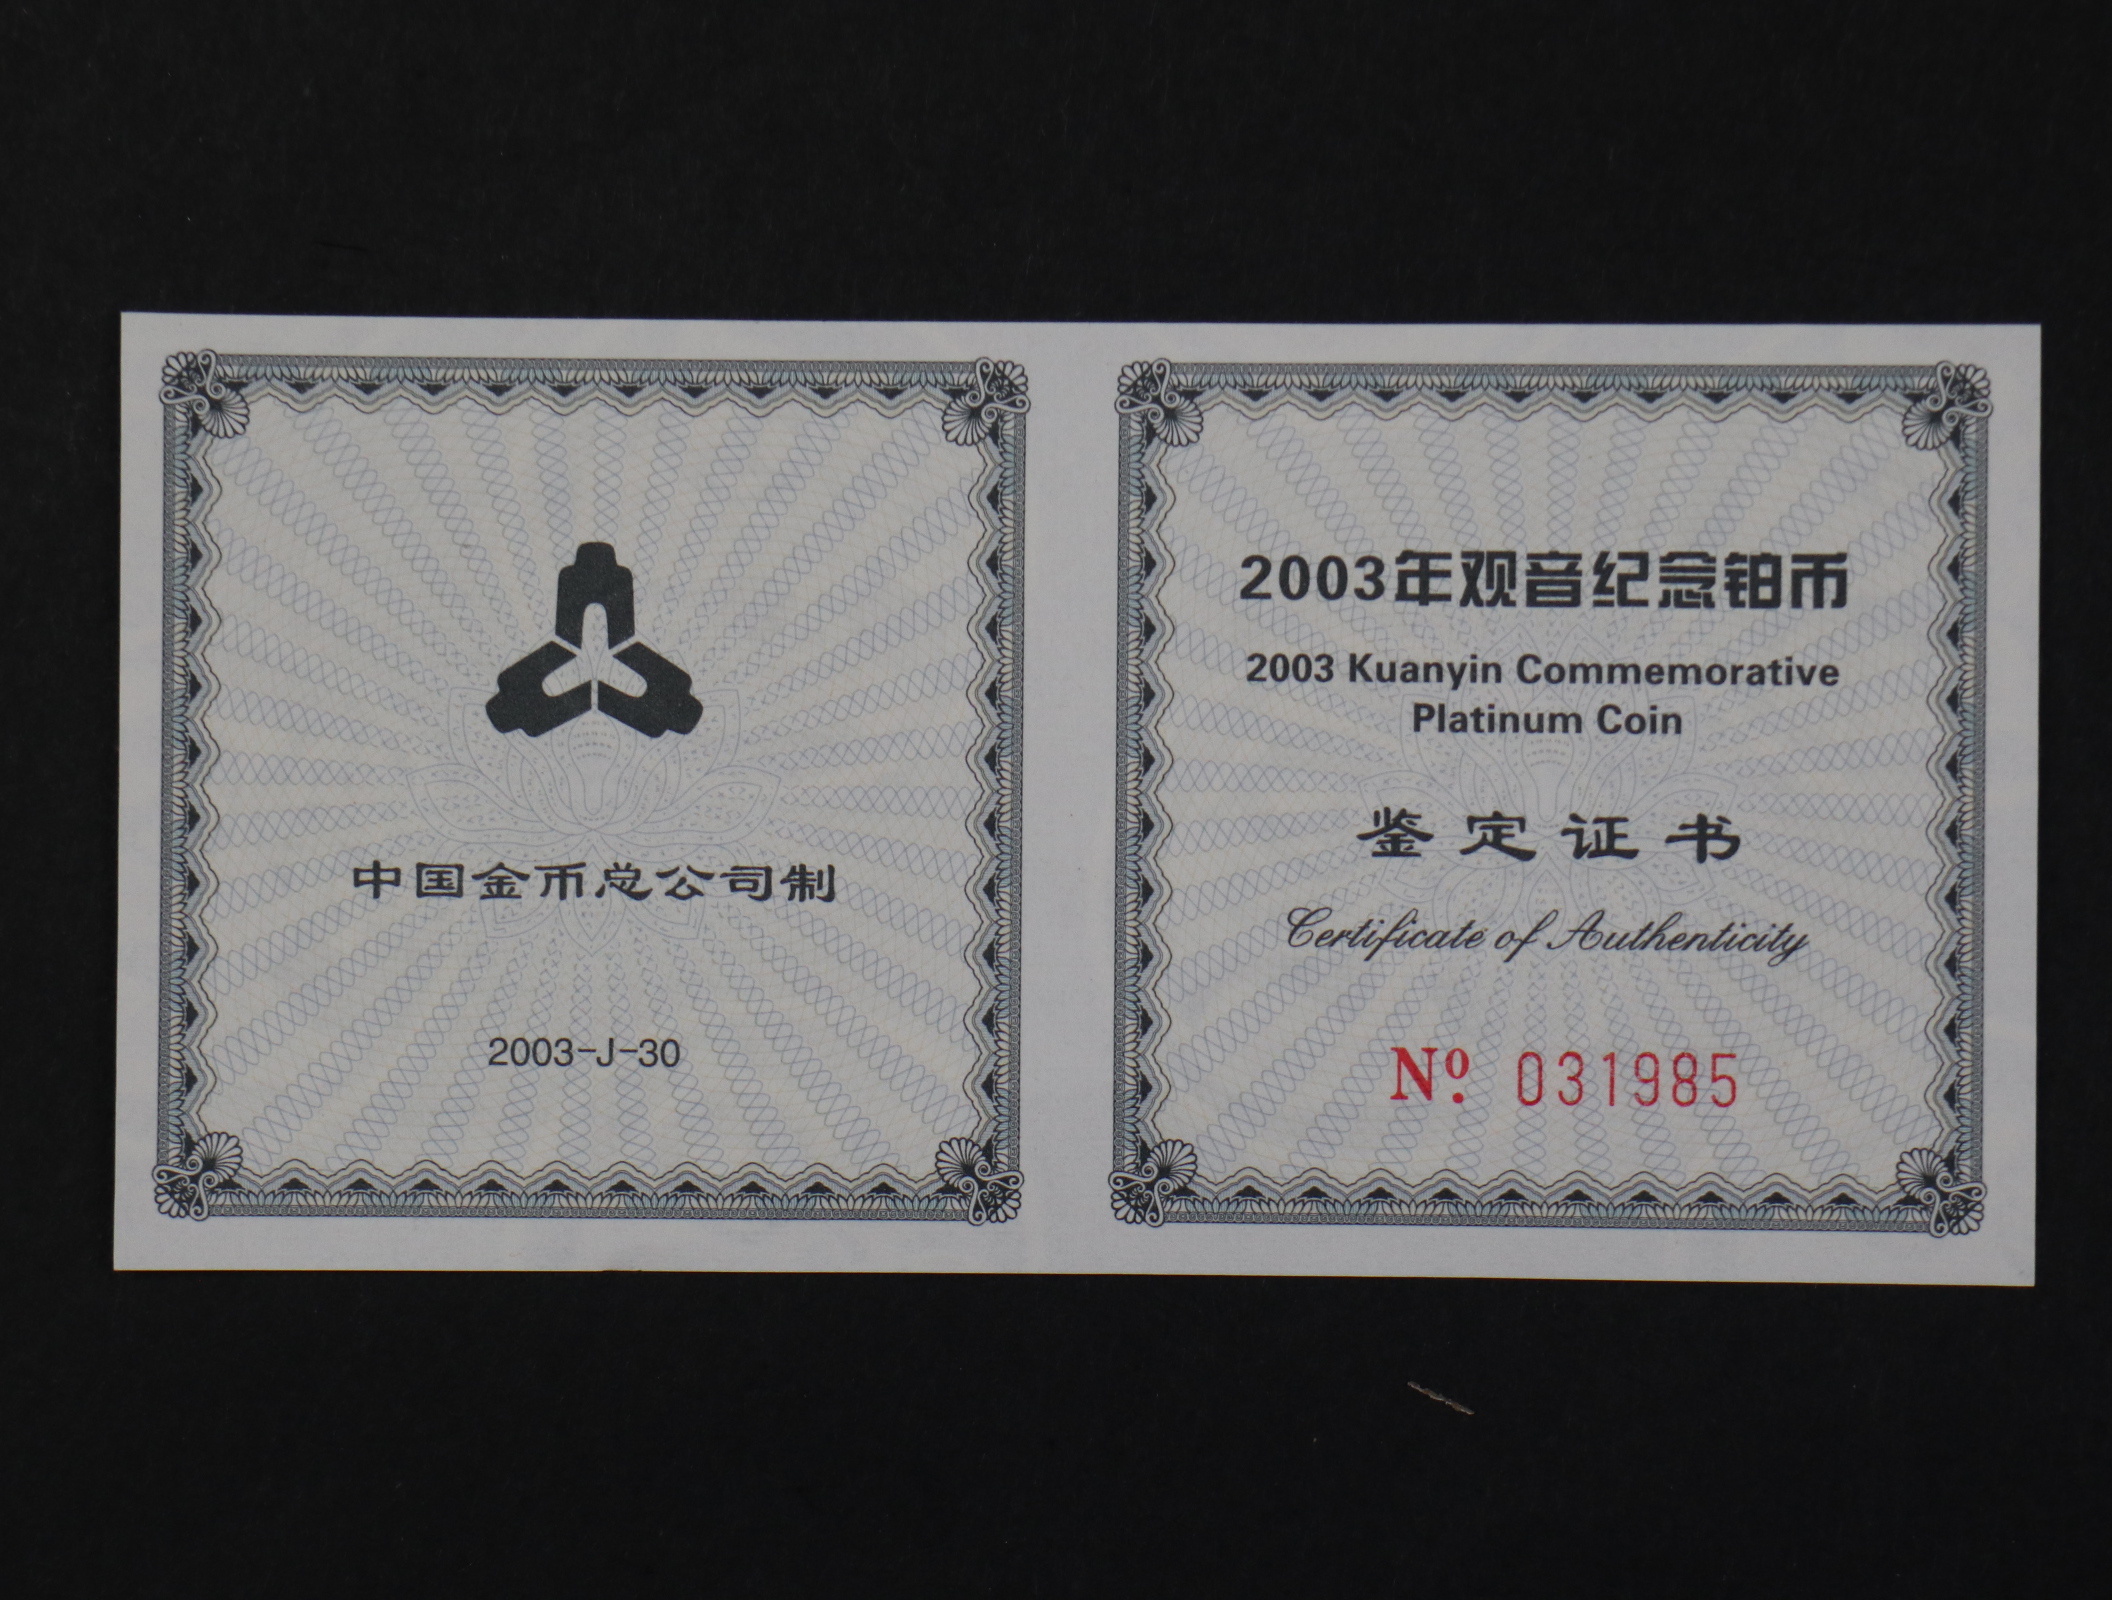 中国金币总公司制
2003-J-30
2003年观音纪念铂币
2003 Kuanyin Commemorative
Platinum Coin
鉴定证书
Certificate of Authenticity
Nº. 031985